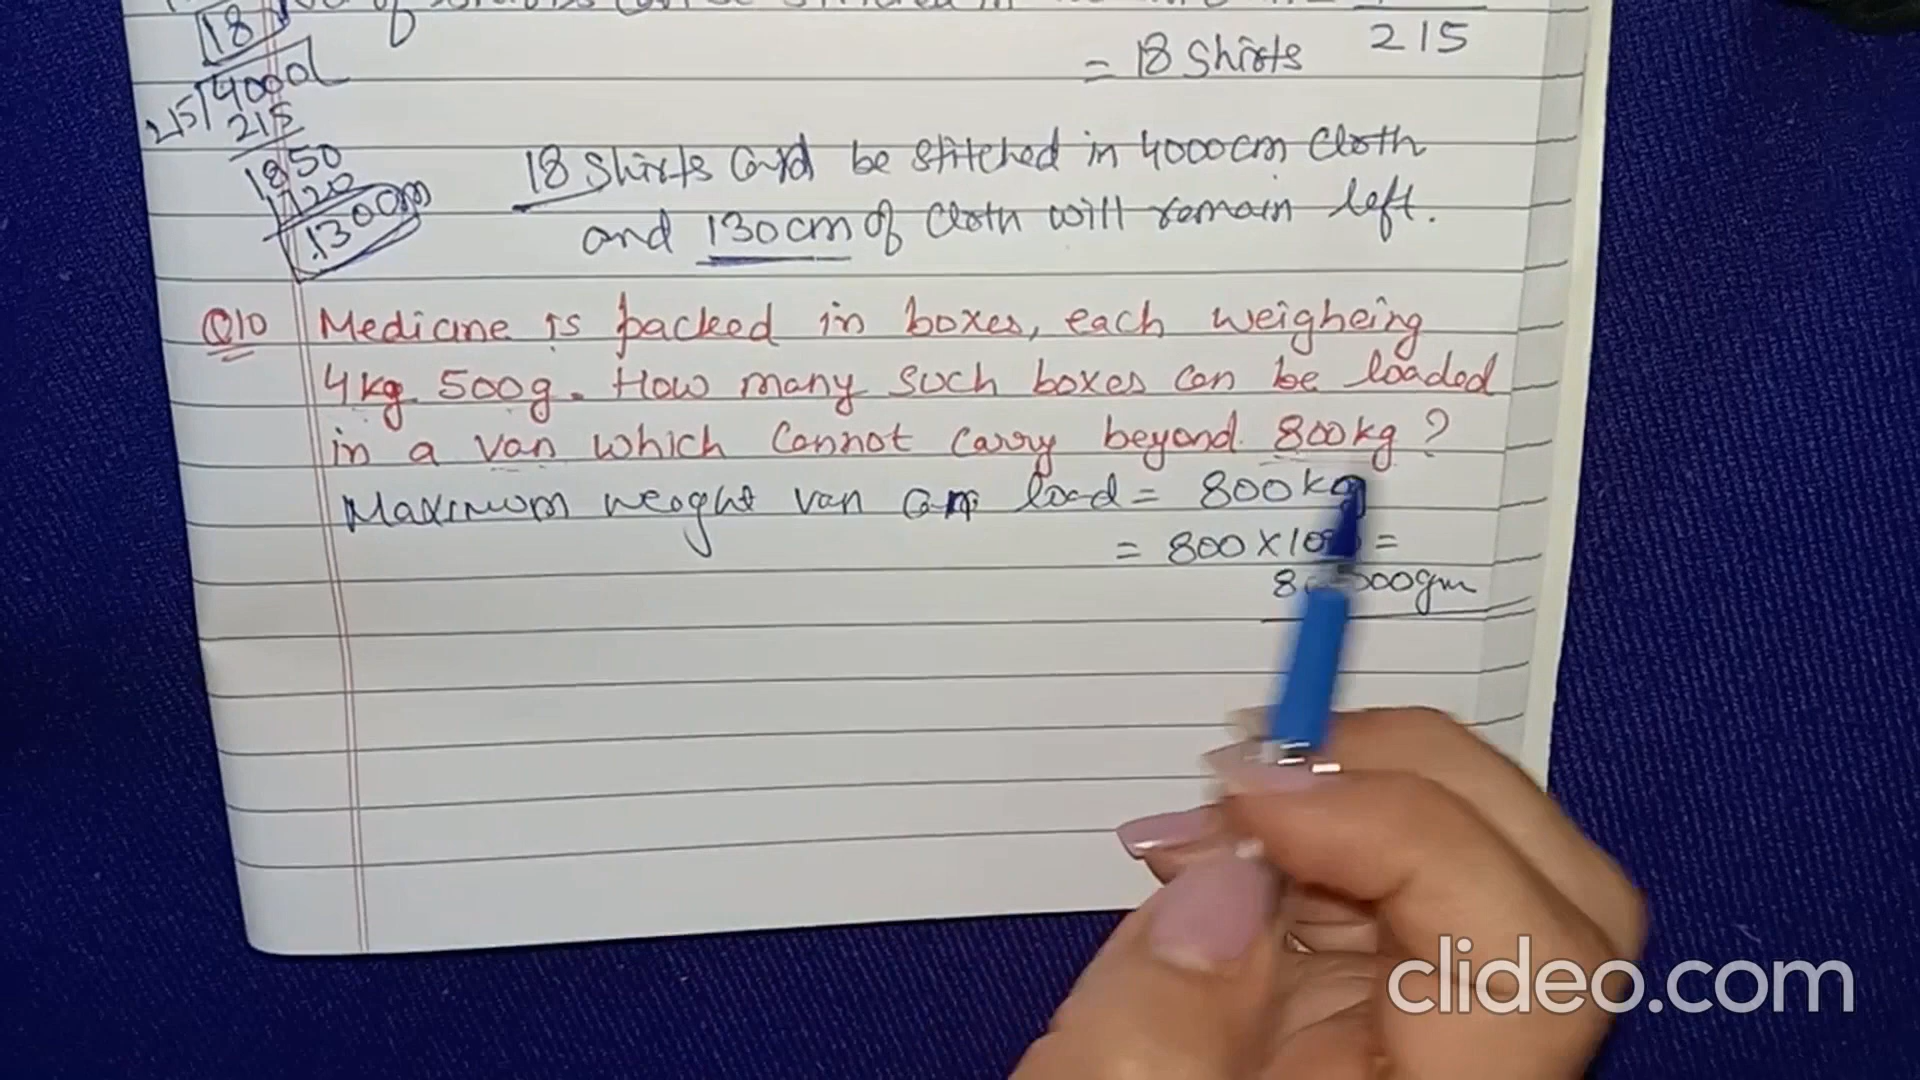 18
= 18 Shirts
215
215)4000
215
1850
1720
130cm
18 Shirts could be stitched in 4000cm cloth
and 130cm of cloth will remain left.
Q10 Medicine is packed in boxes, each weigheing
4kg 500g. How many such boxes can be loaded
in a van which cannot carry beyond 800kg?
Maximum weight van can load = 800kg
= 800 X 10 =
000gm
clideo.com